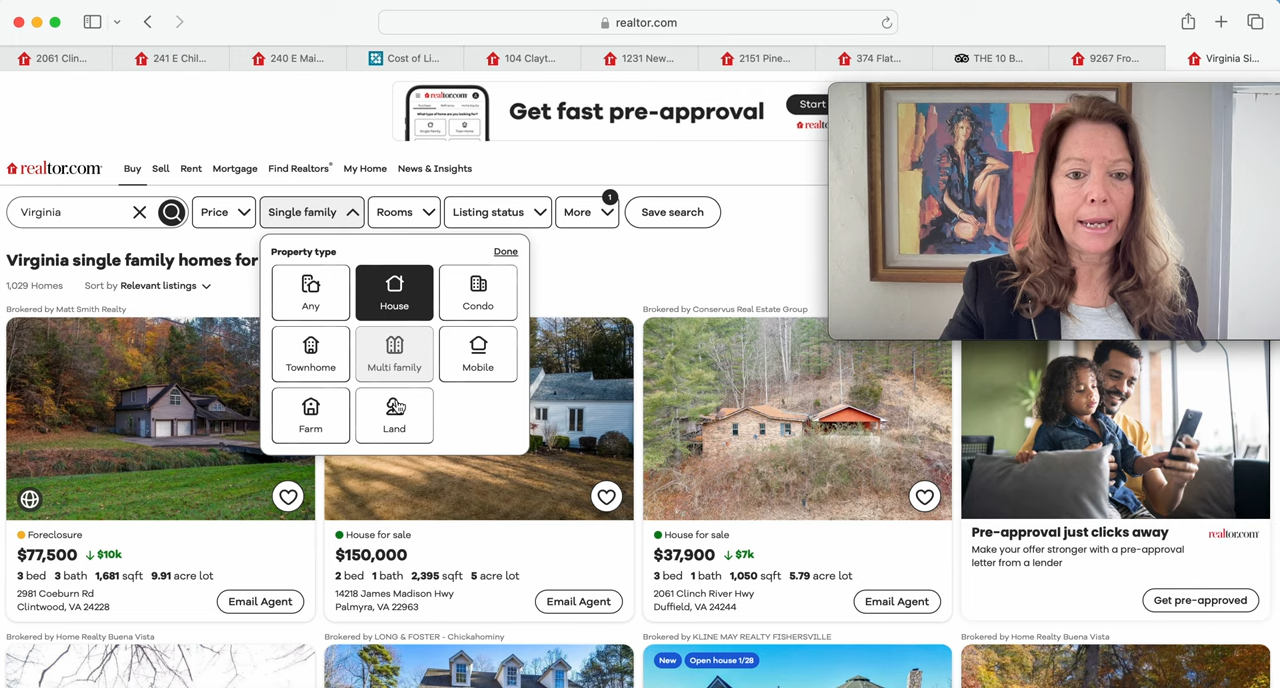 realtor.com
2061 Clin...
241 E Chil...
240 E Mai...
Cost of Li...
104 Clayt...
1231 New...
2151 Pine...
374 Flat...
THE 10 B...
9267 Fro...
Virginia Si...
Get fast pre-approval
Start
realtor.com
Buy
Sell
Rent
Mortgage
Find Realtors®
My Home
News & Insights
Virginia
Price
Single family
Rooms
Listing status
More
1
Save search
Virginia single family homes for
1,029 Homes
Sort by Relevant listings
Property type
Done
Any
House
Condo
Townhome
Multi family
Mobile
Farm
Land
Brokered by Matt Smith Realty
Foreclosure
$77,500 ↓$10k
3 bed 3 bath 1,681 sqft 9.91 acre lot
2981 Coeburn Rd
Clintwood, VA 24228
Email Agent
House for sale
$150,000
2 bed 1 bath 2,395 sqft 5 acre lot
14218 James Madison Hwy
Palmyra, VA 22963
Email Agent
Brokered by Conservus Real Estate Group
House for sale
$37,900 ↓$7k
3 bed 1 bath 1,050 sqft 5.79 acre lot
2061 Clinch River Hwy
Duffield, VA 24244
Email Agent
Pre-approval just clicks away
realtor.com
Make your offer stronger with a pre-approval
letter from a lender
Get pre-approved
Brokered by Home Realty Buena Vista
Brokered by LONG & FOSTER - Chickahominy
Brokered by KLINE MAY REALTY FISHERSVILLE
New
Open house 1/28
Brokered by Home Realty Buena Vista